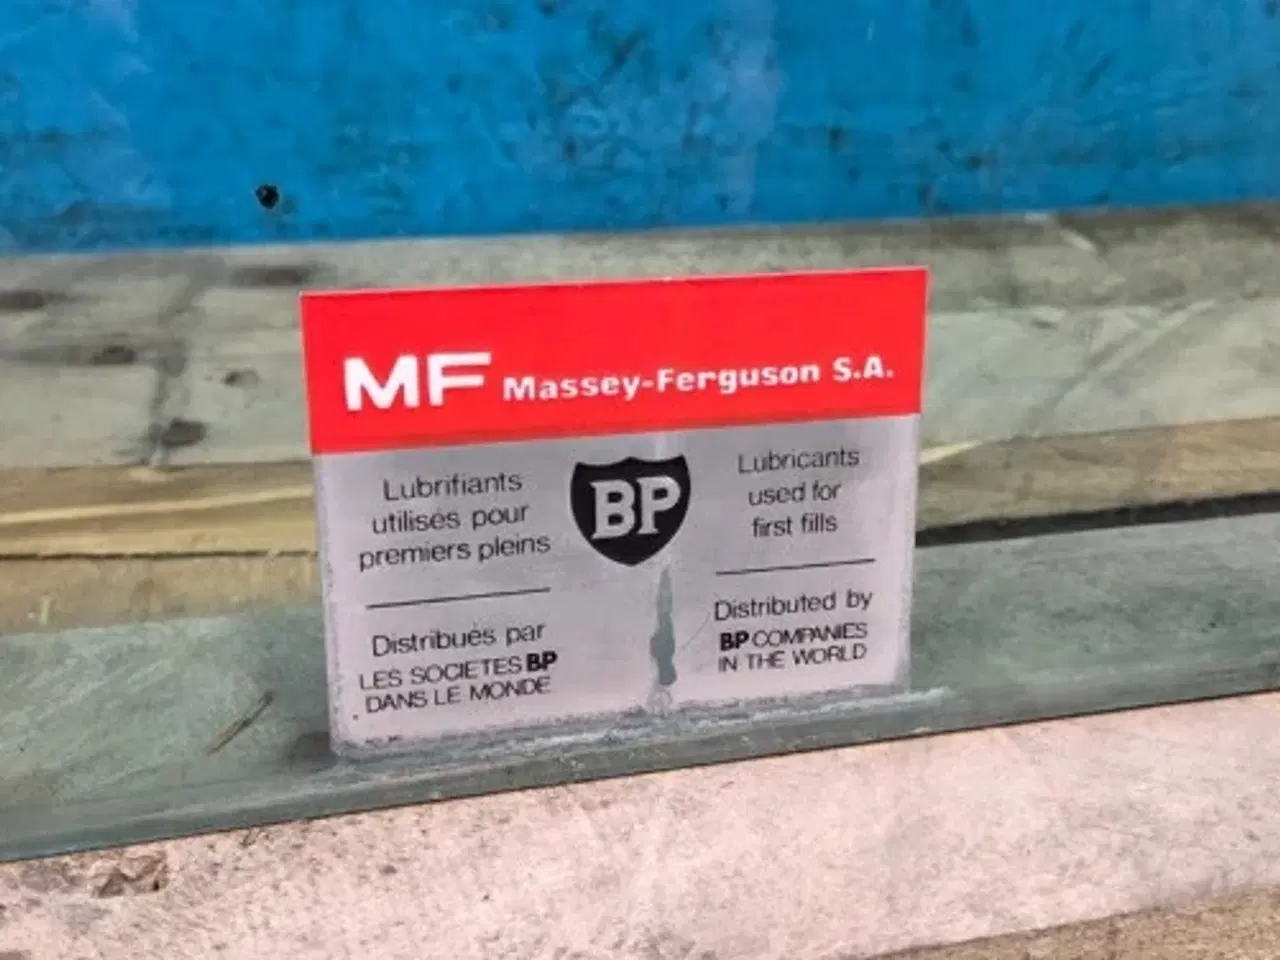 MF Massey-Ferguson S.A.
Lubrifiants
utilisés pour
premiers pleins
Distribués par
LES SOCIETES BP
DANS LE MONDE
BP
Lubricants
used for
first fills
Distributed by
BP COMPANIES
IN THE WORLD